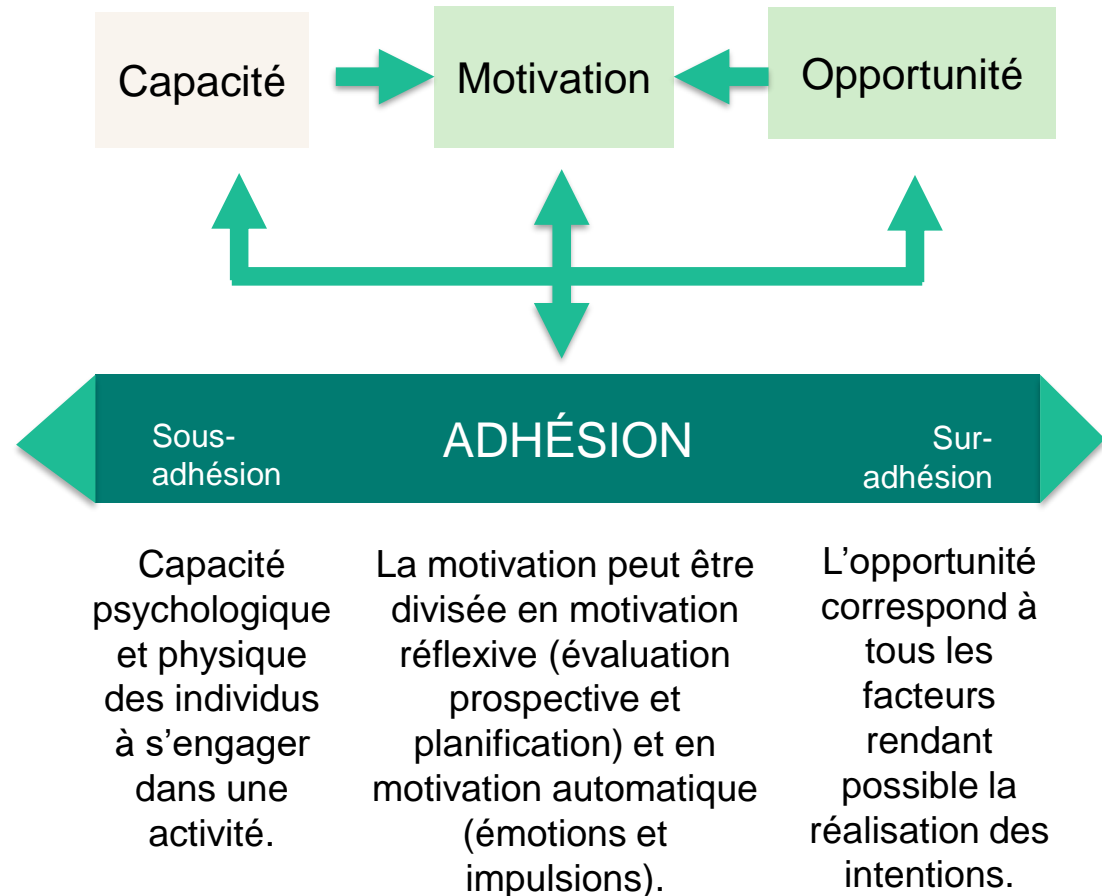 Capacité
Motivation
Opportunité
Sous-
adhésion
ADHÉSION
Sur-
adhésion
Capacité
psychologique
et physique
des individus
à s’engager
dans une
activité.
La motivation peut être
divisée en motivation
réflexive (évaluation
prospective et
planification) et en
motivation automatique
(émotions et
impulsions).
L’opportunité
correspond à
tous les
facteurs
rendant
possible la
réalisation des
intentions.